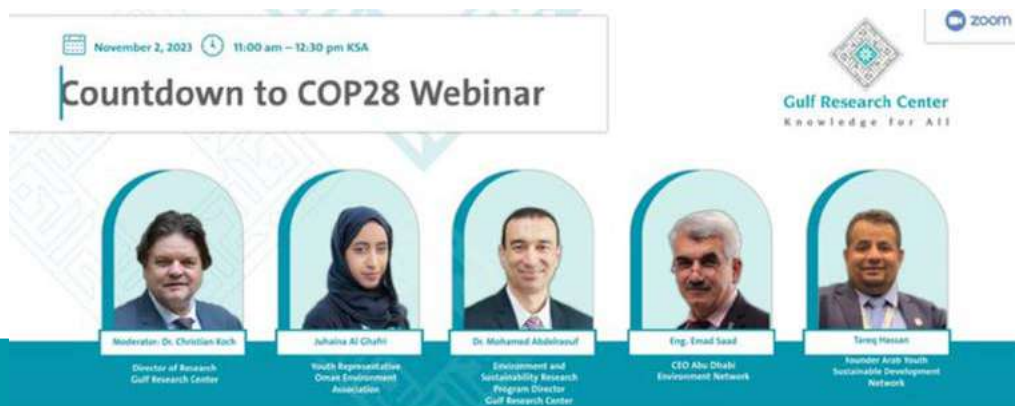 zoom
November 2, 2023 11:00 am – 12:30 pm KSA
Countdown to COP28 Webinar
Gulf Research Center
Knowledge for All
Moderator: Dr. Christian Koch
Director of Research
Gulf Research Center
Juhaina Al Ghafri
Youth Representative
Oman Environment
Association
Dr. Mohamed Abdelraouf
Environment and
Sustainability Research
Program Director
Gulf Research Center
Eng. Emad Saad
CEO Abu Dhabi
Environment Network
Tareq Hassan
Founder Arab Youth
Sustainable Development
Network